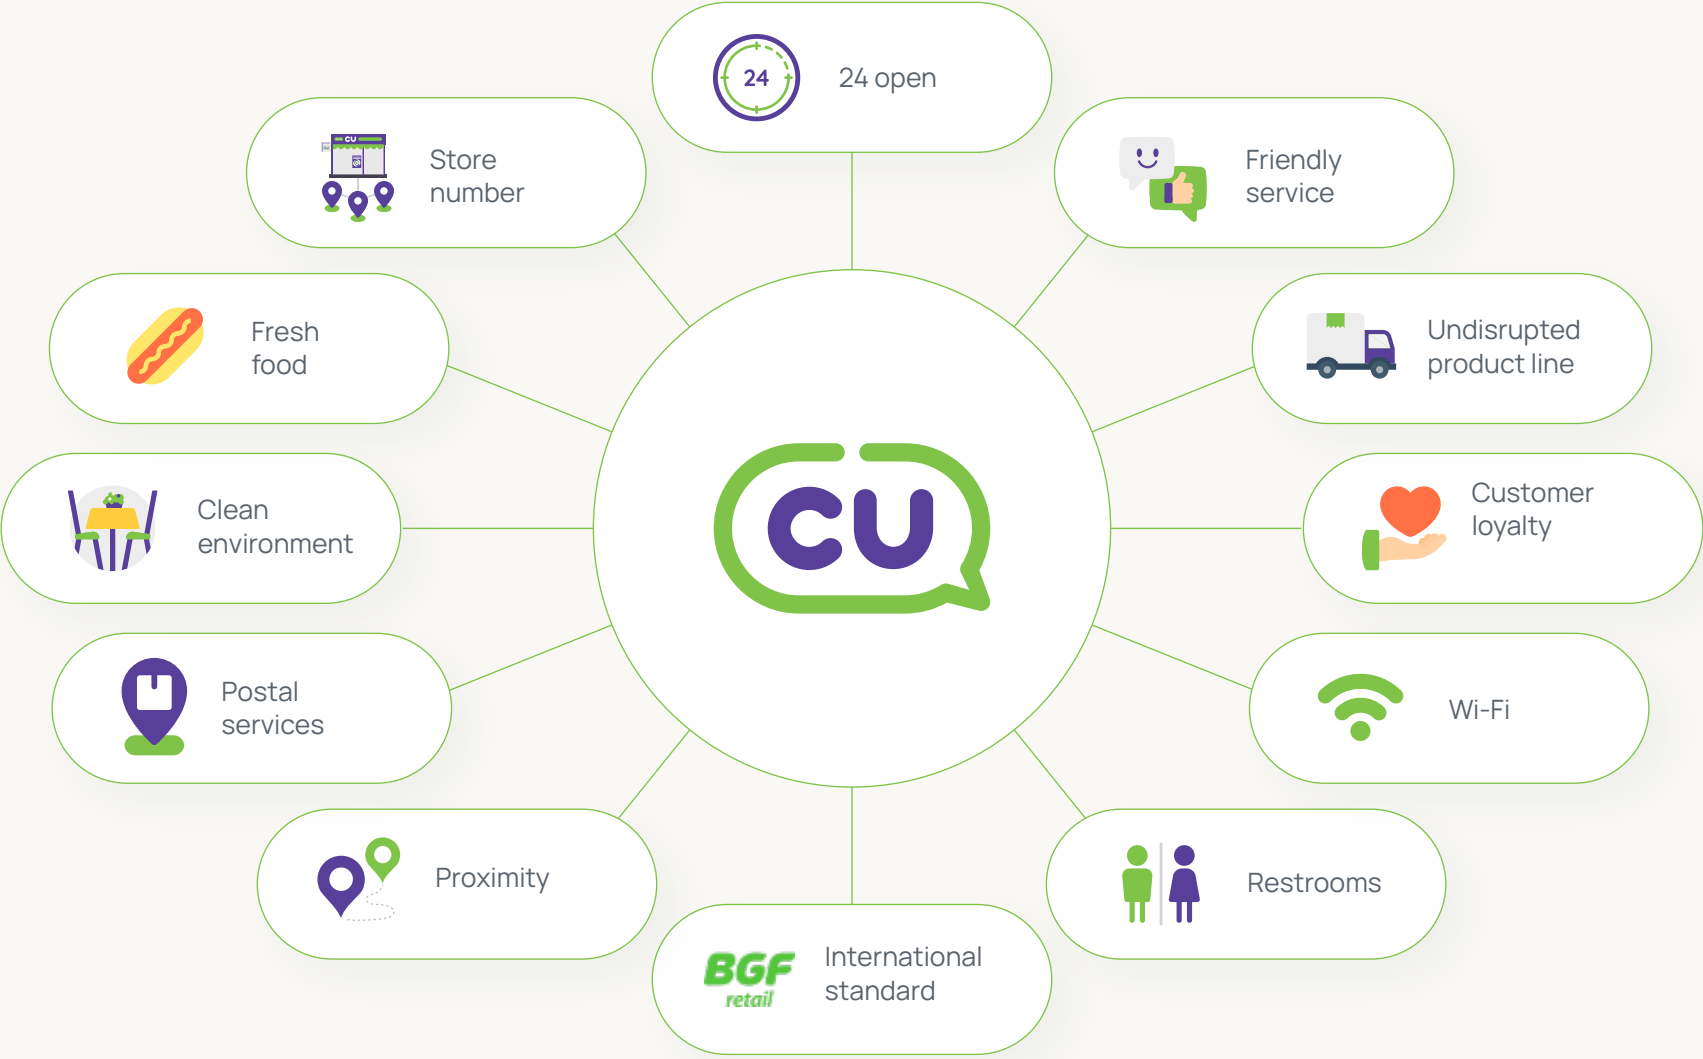 24
24 open
CU
Store
number
Friendly
service
Fresh
food
Undisrupted
product line
CU
Clean
environment
Customer
loyalty
Postal
services
Wi-Fi
Proximity
Restrooms
BGF
retail
International
standard